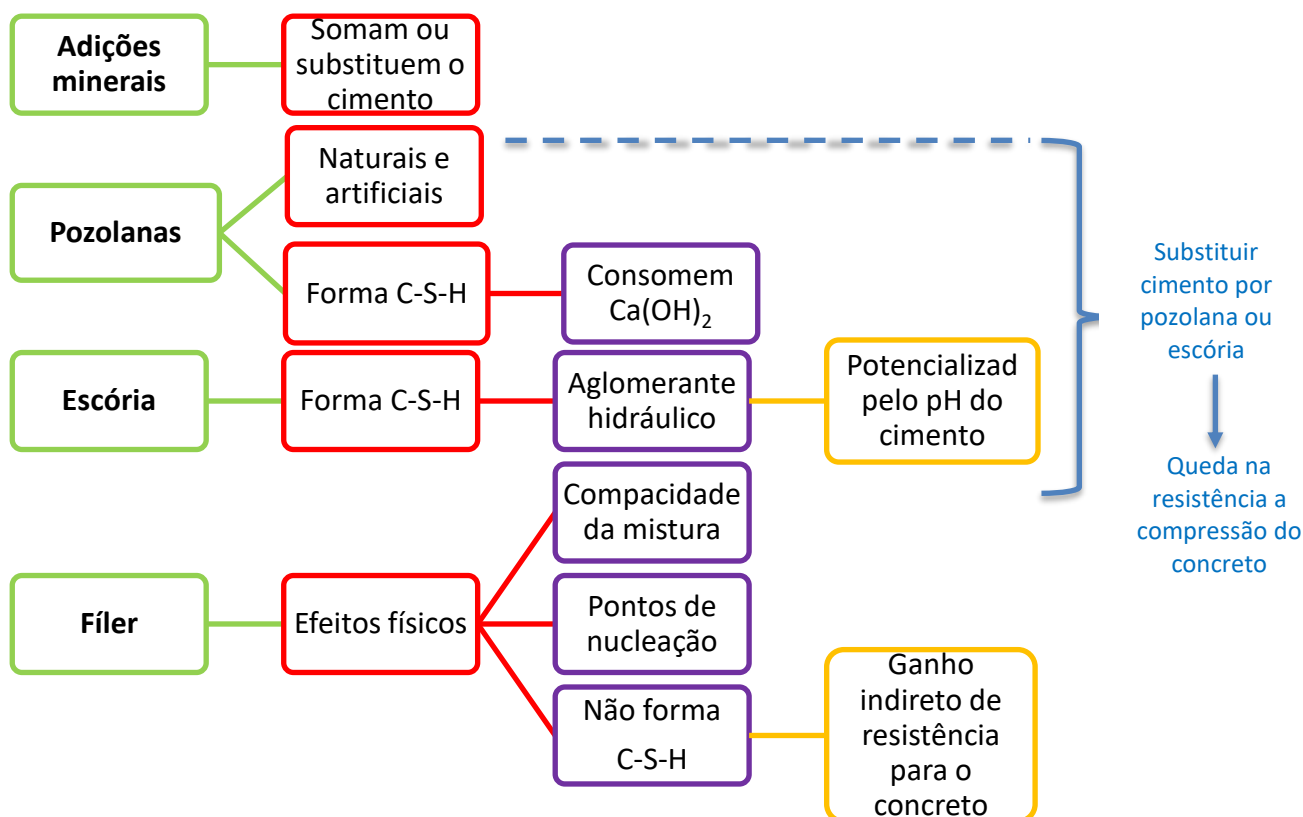 Adições
minerais
Somam ou
substituem o
cimento
Pozolanas
Naturais e
artificiais
Forma C-S-H
Consomem
Ca(OH)₂
Escória
Forma C-S-H
Aglomerante
hidráulico
Potencializad
pelo pH do
cimento
Fíler
Efeitos físicos
Compacidade
da mistura
Pontos de
nucleação
Não forma
C-S-H
Ganho
indireto de
resistência
para o
concreto
Substituir
cimento por
pozolana ou
escória
Queda na
resistência a
compressão do
concreto